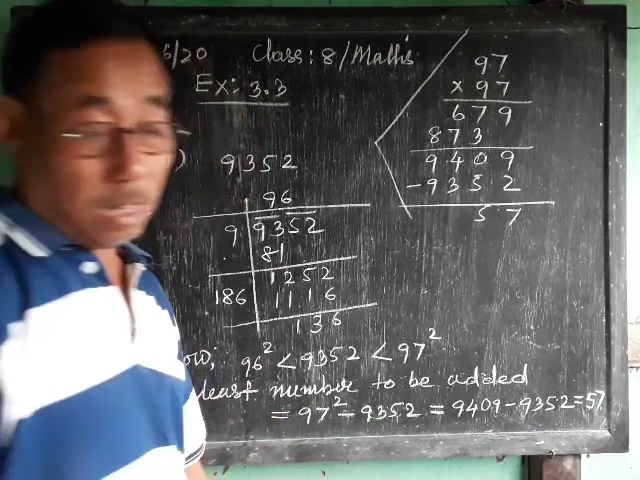 6/20 Class: 8/Maths
Ex: 3.3
) 9352
96
9 9352
81
186 1252
1116
136
97
× 97
679
873
9409
- 9352
57
ow, 96² < 9352 < 97²
least number to be added
= 97² - 9352 = 9409 - 9352 = 57